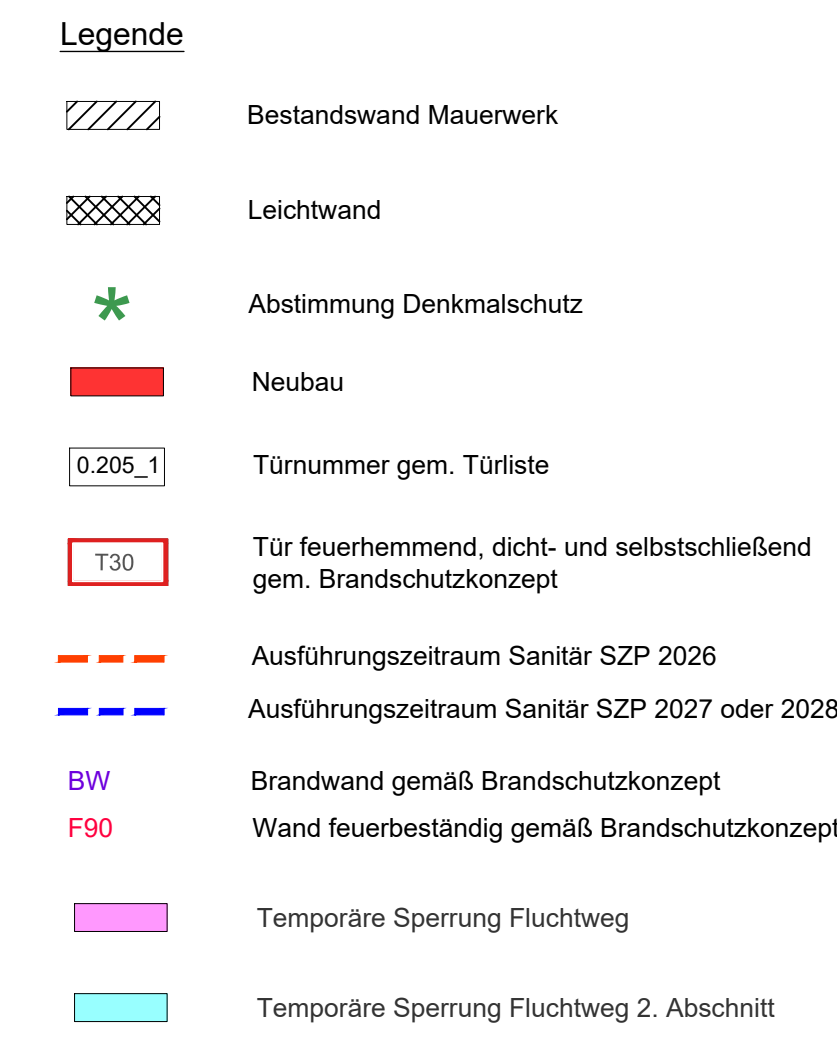 Legende
Bestandswand Mauerwerk
Leichtwand
* Abstimmung Denkmalschutz
Neubau
0.205_1 Türnummer gem. Türliste
T30 Tür feuerhemmend, dicht- und selbstschließend
gem. Brandschutzkonzept
Ausführungszeitraum Sanitär SZP 2026
Ausführungszeitraum Sanitär SZP 2027 oder 2028
BW Brandwand gemäß Brandschutzkonzept
F90 Wand feuerbeständig gemäß Brandschutzkonzept
Temporäre Sperrung Fluchtweg
Temporäre Sperrung Fluchtweg 2. Abschnitt